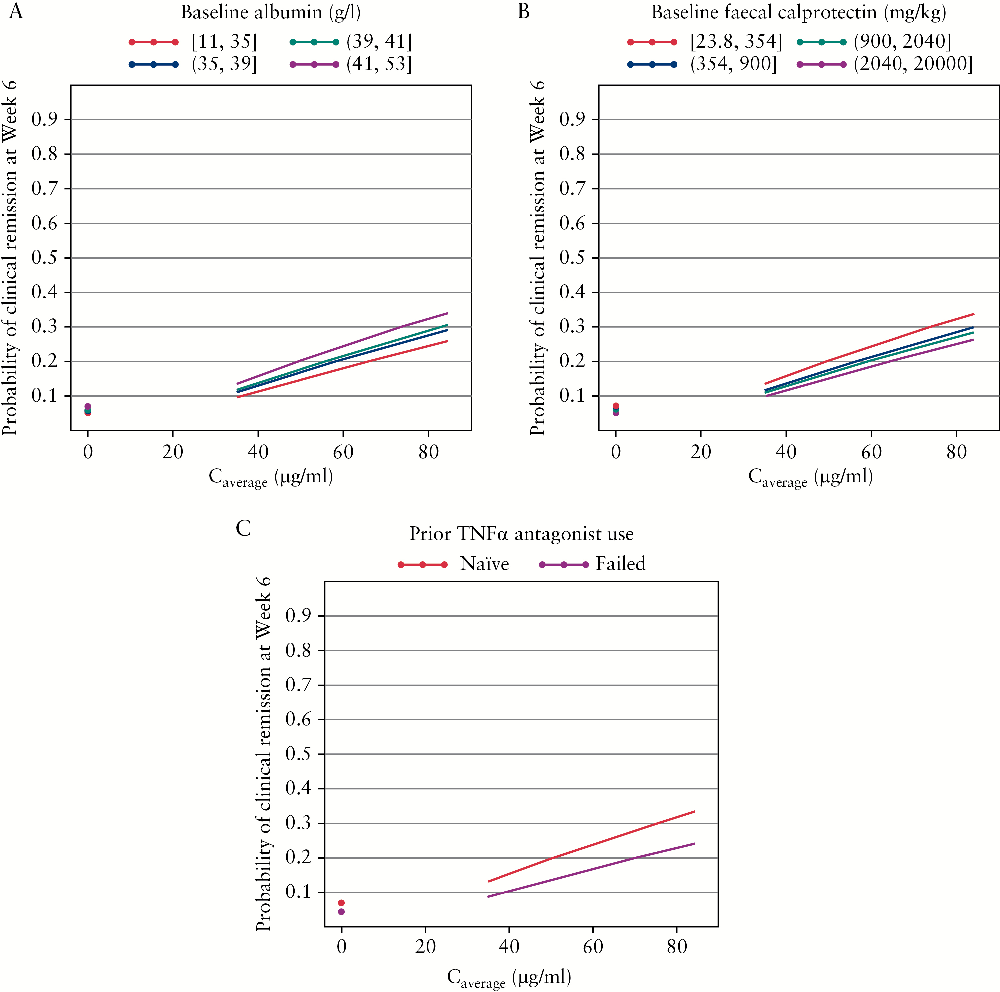 A
Baseline albumin (g/l)
[11, 35]
(39, 41]
(35, 39]
(41, 53]
Probability of clinical remission at Week 6
0.9
0.8
0.7
0.6
0.5
0.4
0.3
0.2
0.1
0 20 40 60 80
Caverage (μg/ml)
B
Baseline faecal calprotectin (mg/kg)
[23.8, 354]
(900, 2040]
(354, 900]
(2040, 20000]
Probability of clinical remission at Week 6
0.9
0.8
0.7
0.6
0.5
0.4
0.3
0.2
0.1
0 20 40 60 80
Caverage (μg/ml)
C
Prior TNFα antagonist use
Naïve
Failed
Probability of clinical remission at Week 6
0.9
0.8
0.7
0.6
0.5
0.4
0.3
0.2
0.1
0 20 40 60 80
Caverage (μg/ml)